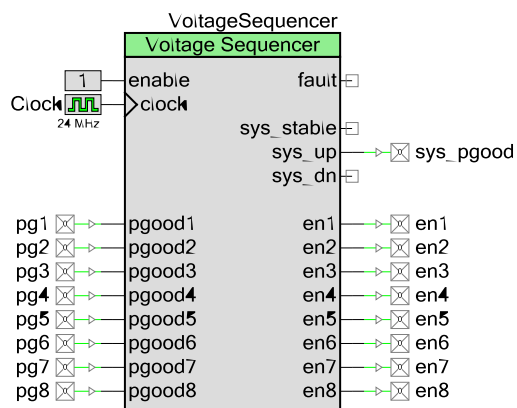 VoltageSequencer
Voltage Sequencer
1 enable fault
Clock clock
24 MHz
sys_stable
sys_up sys_pgood
sys_dn
pg1 pgood1 en1 en1
pg2 pgood2 en2 en2
pg3 pgood3 en3 en3
pg4 pgood4 en4 en4
pg5 pgood5 en5 en5
pg6 pgood6 en6 en6
pg7 pgood7 en7 en7
pg8 pgood8 en8 en8